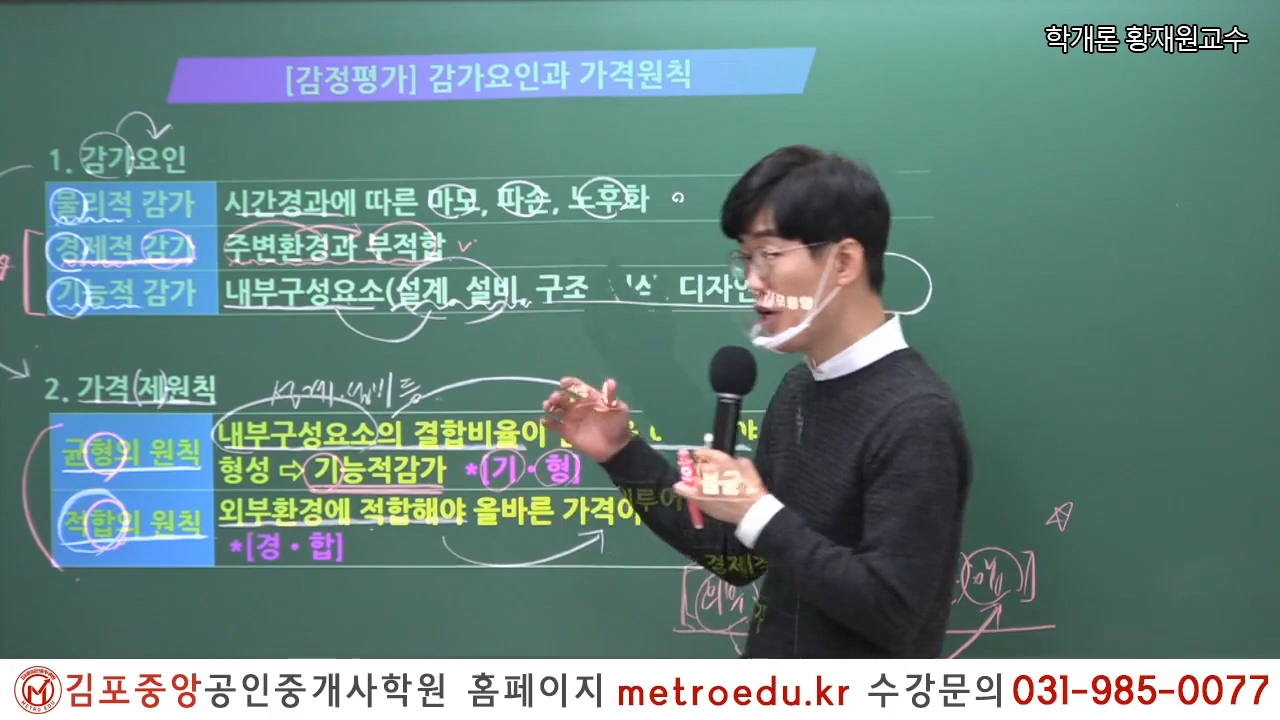 학개론 황재원교수
[감정평가] 감가요인과 가격원칙
1. 감가요인
물리적 감가 시간경과에 따른 마모, 파손, 노후화
경제적 감가 주변환경과 부적합
기능적 감가 내부구성요소(설계, 설비, 구조 디자인
2. 가격(제)원칙
설계.설비 등
균형의 원칙 내부구성요소의 결합비율이
형성 ⇨ 기능적감가 *[기·형]
적합의 원칙 외부환경에 적합해야 올바른 가격이
*[경·합]
김포중앙공인중개사학원 홈페이지 metroedu.kr 수강문의 031-985-0077
METRO EDU